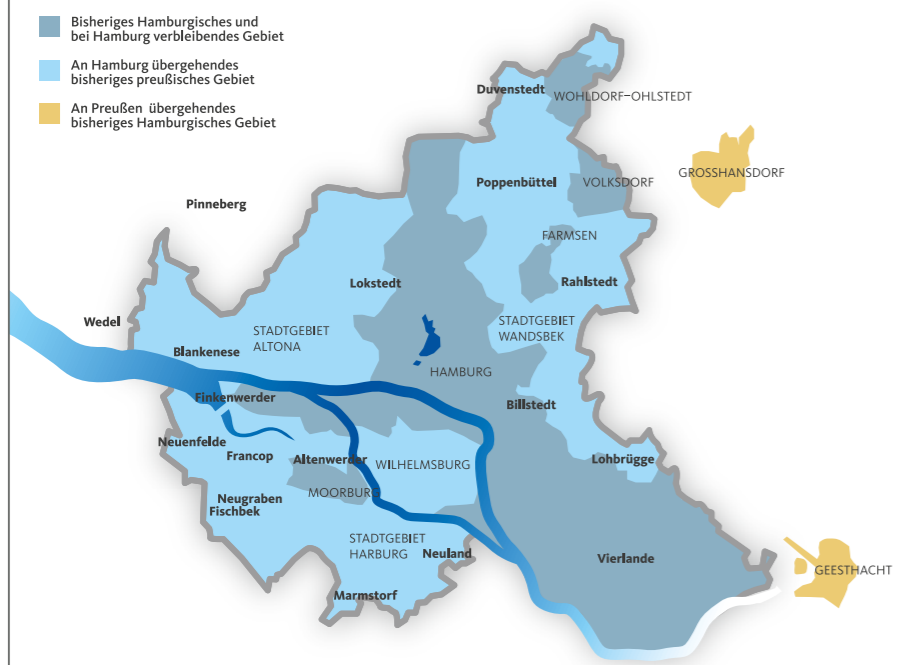 Bisheriges Hamburgisches und
bei Hamburg verbleibendes Gebiet
An Hamburg übergehendes
bisheriges preußisches Gebiet
An Preußen übergehendes
bisheriges Hamburgisches Gebiet
Duvenstedt
WOHLDORF-OHLSTEDT
Poppenbüttel
VOLKSDORF
GROSSHANSDORF
Pinneberg
FARMSEN
Lokstedt
Rahlstedt
Wedel
STADTGEBIET
ALTONA
STADTGEBIET
WANDSBEK
Blankenese
HAMBURG
Finkenwerder
Billstedt
Neuenfelde
Francop
Altenwerder
WILHELMSBURG
Lohbrügge
Neugraben
Fischbek
MOORBURG
STADTGEBIET
HARBURG
Neuland
Vierlande
GEESTHACHT
Marmstorf